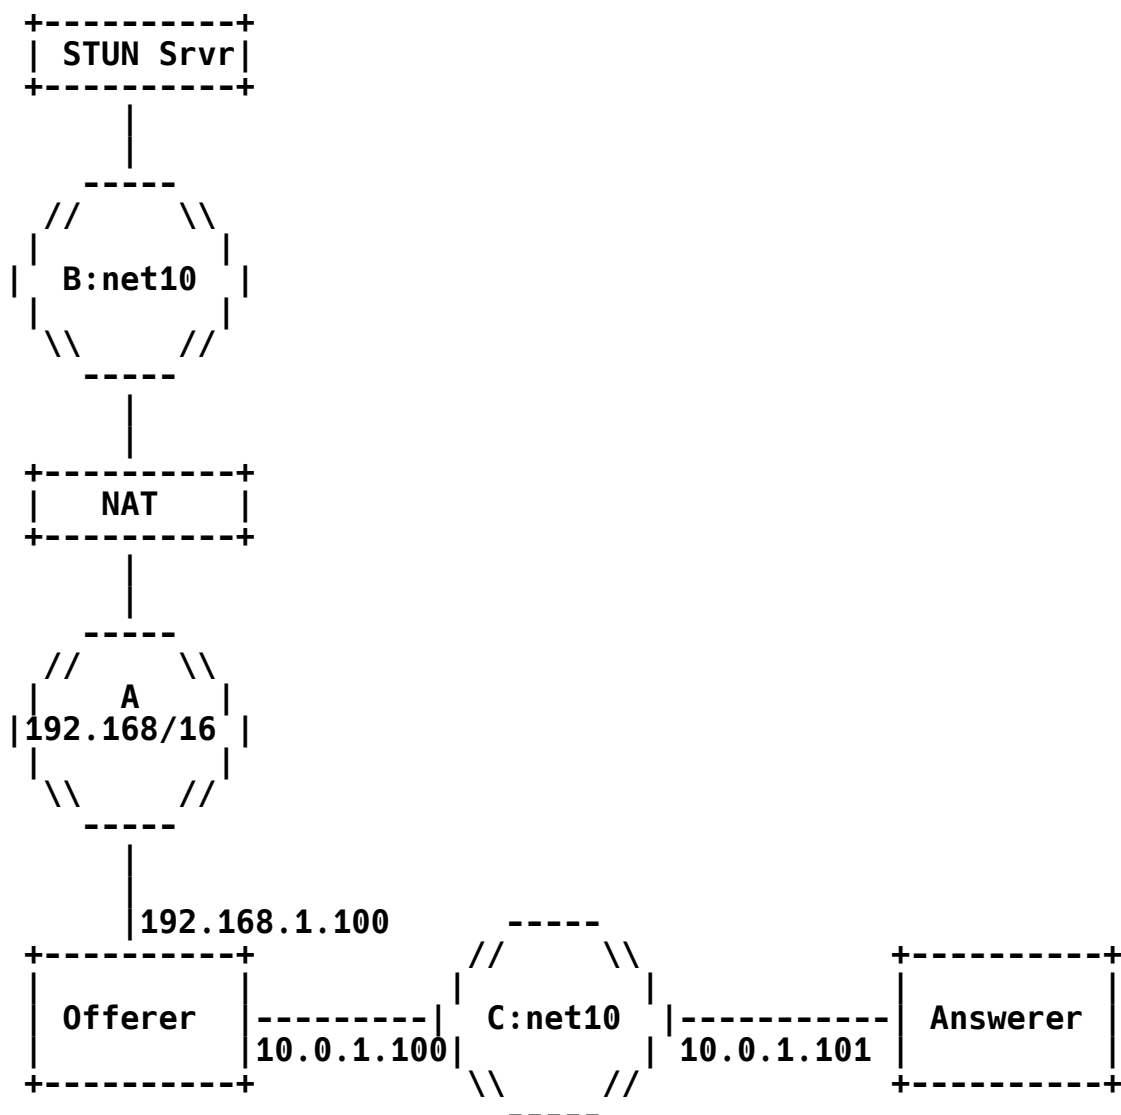 STUN Srvr
B:net10
NAT
A
192.168/16
192.168.1.100
Offerer
C:net10
Answerer
10.0.1.100
10.0.1.101